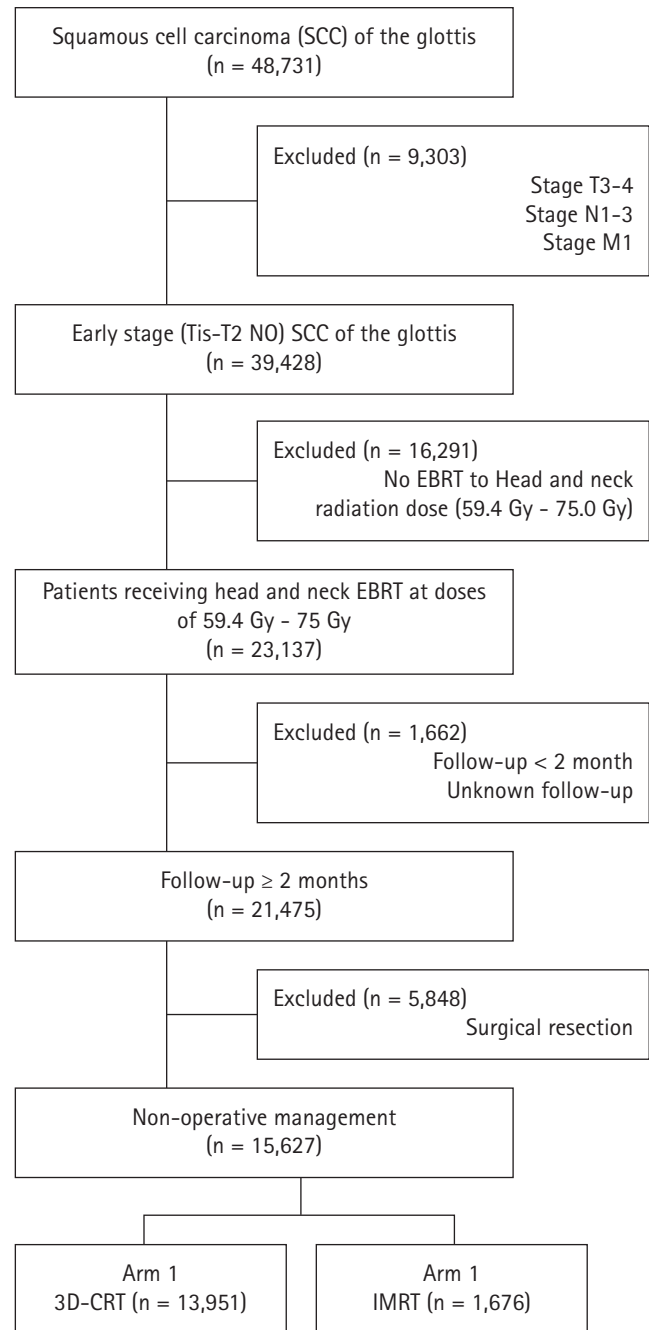 Squamous cell carcinoma (SCC) of the glottis
(n = 48,731)
Excluded (n = 9,303)
Stage T3-4
Stage N1-3
Stage M1
Early stage (Tis-T2 NO) SCC of the glottis
(n = 39,428)
Excluded (n = 16,291)
No EBRT to Head and neck
radiation dose (59.4 Gy - 75.0 Gy)
Patients receiving head and neck EBRT at doses
of 59.4 Gy - 75 Gy
(n = 23,137)
Excluded (n = 1,662)
Follow-up < 2 month
Unknown follow-up
Follow-up ≥ 2 months
(n = 21,475)
Excluded (n = 5,848)
Surgical resection
Non-operative management
(n = 15,627)
Arm 1
3D-CRT (n = 13,951)
Arm 1
IMRT (n = 1,676)